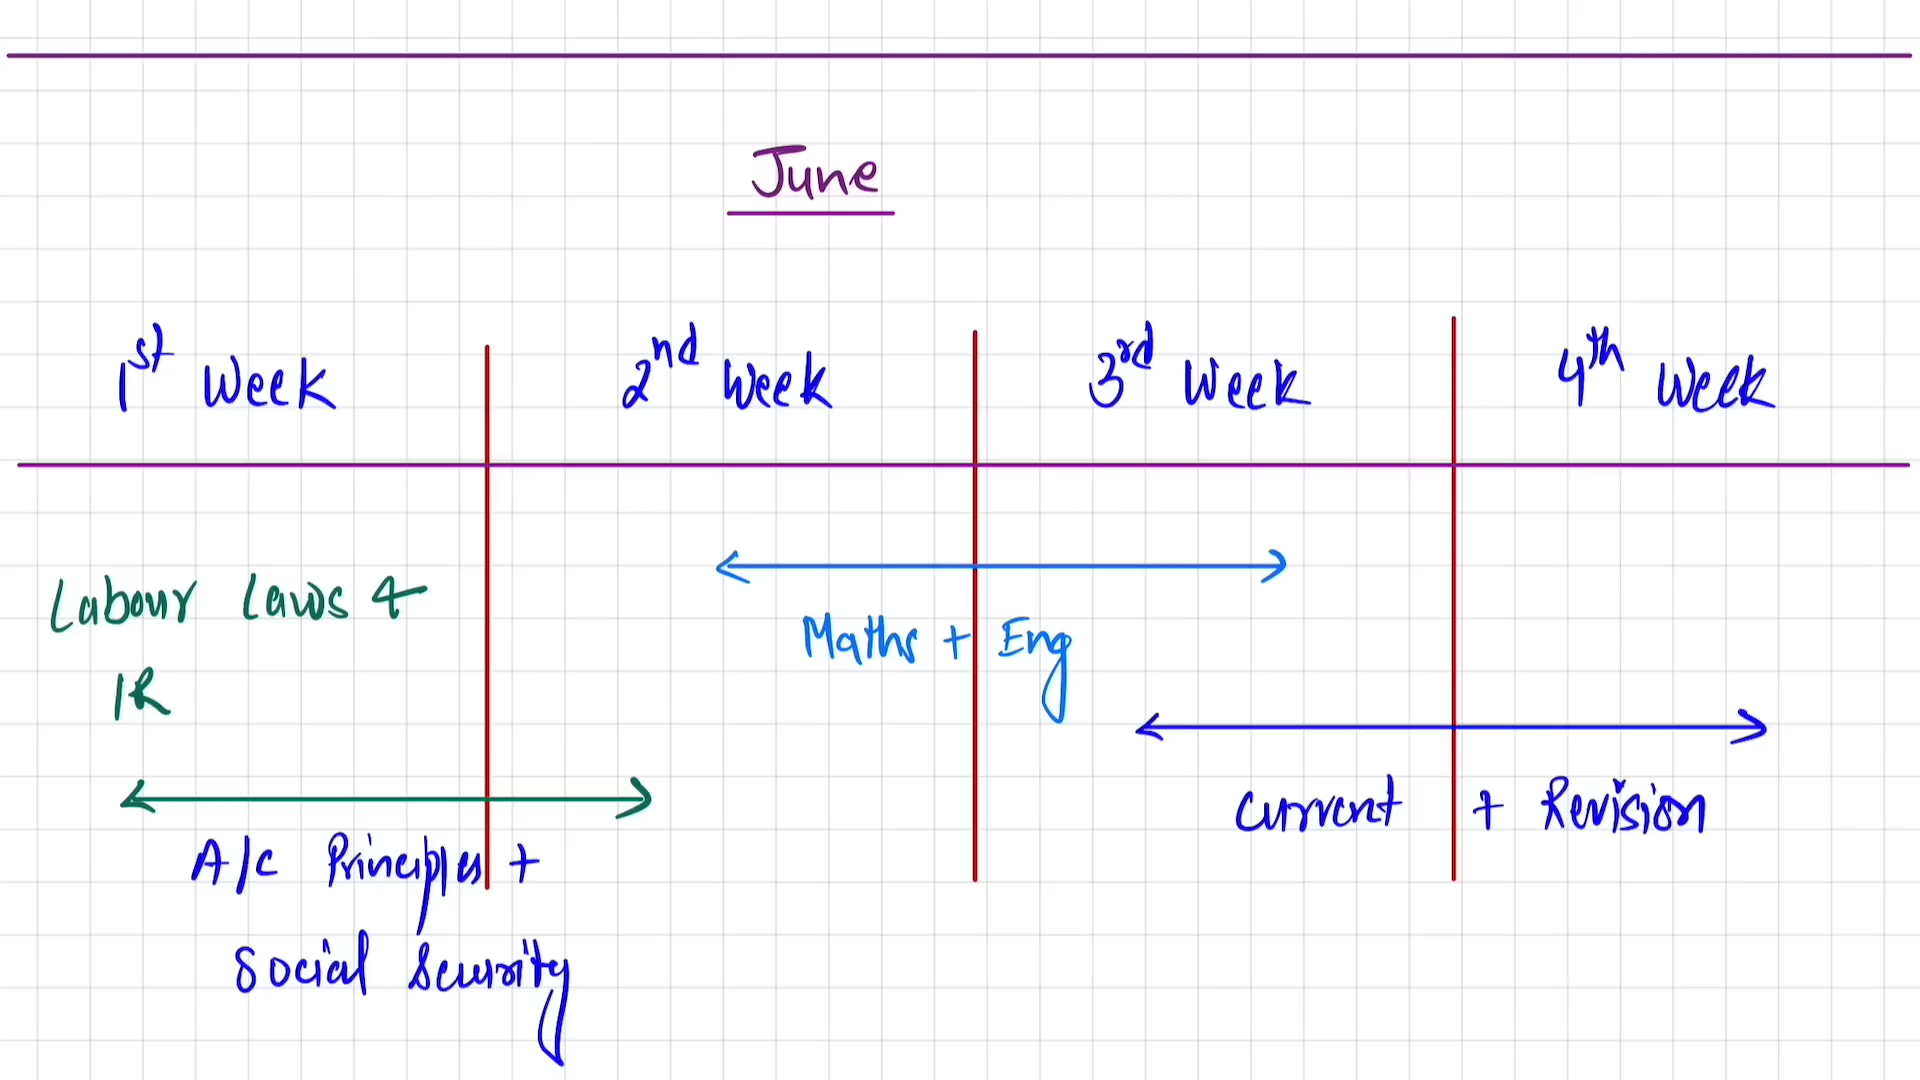 June
1st Week 2nd Week 3rd Week 4th Week
Labour Laws &
IR
Maths + Eng
Current + Revision
A/C Principles +
Social Security